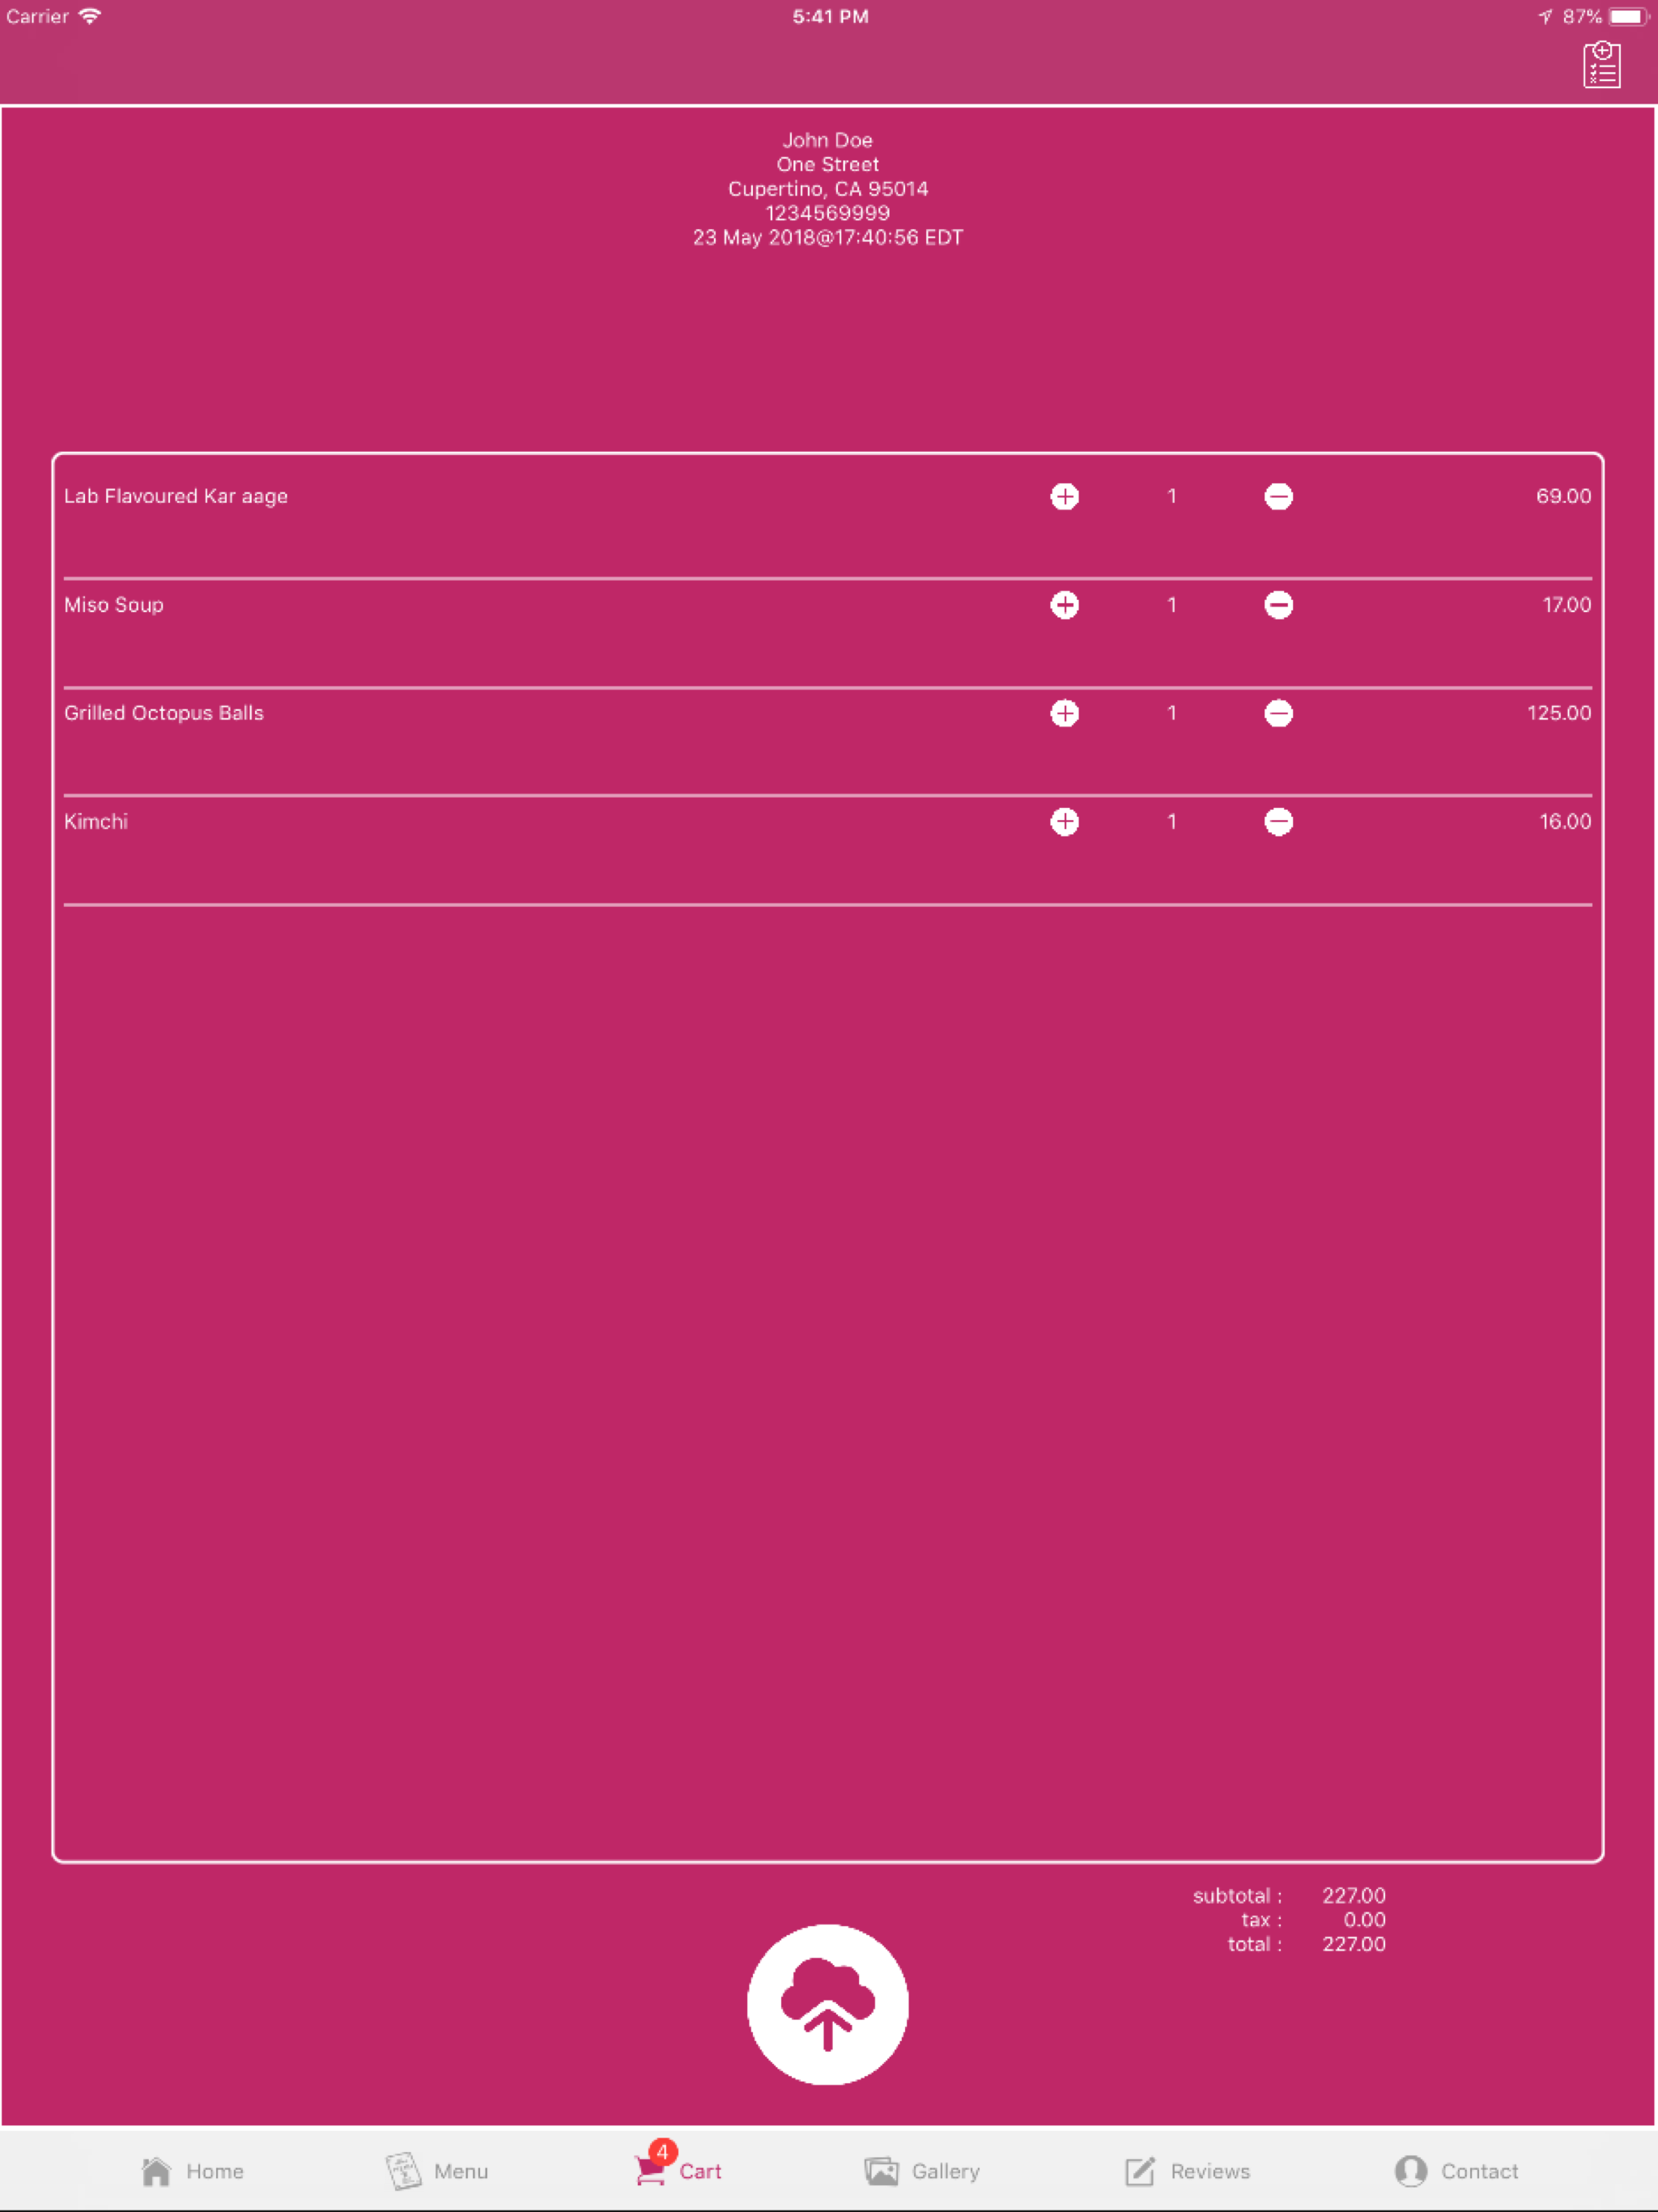 Carrier 5:41 PM 87%
John Doe
One Street
Cupertino, CA 95014
1234569999
23 May 2018@17:40:56 EDT
Lab Flavoured Kar aage 1 69.00
Miso Soup 1 17.00
Grilled Octopus Balls 1 125.00
Kimchi 1 16.00
subtotal : 227.00
tax : 0.00
total : 227.00
4
Home Menu Cart Gallery Reviews Contact